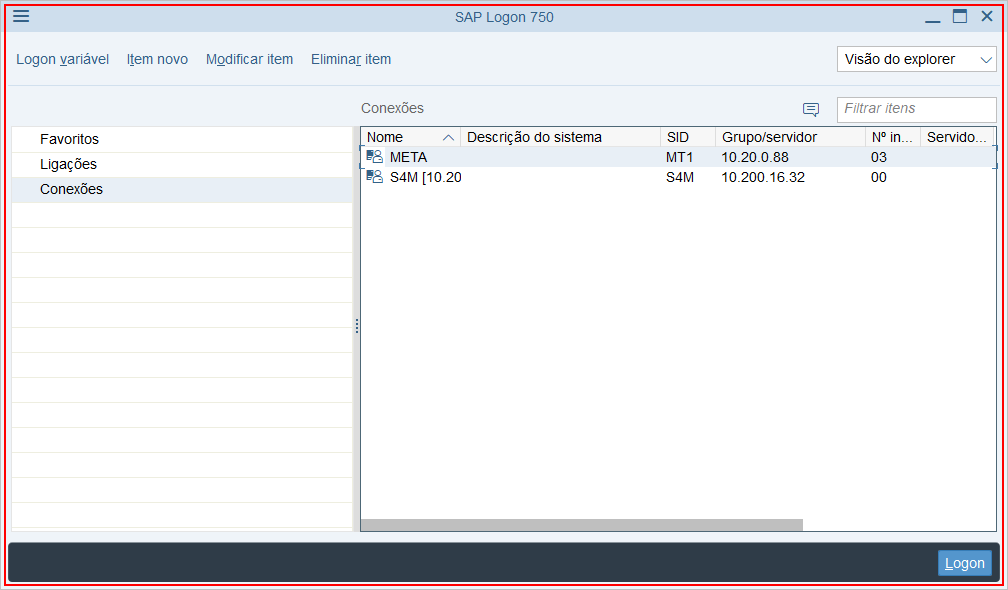 SAP Logon 750
Logon variável Item novo Modificar item Eliminar item Visão do explorer
Conexões Filtrar itens
Favoritos
Ligações
Conexões
Nome Descrição do sistema SID Grupo/servidor Nº in... Servido...
META MT1 10.20.0.88 03
S4M [10.20 S4M 10.200.16.32 00
Logon